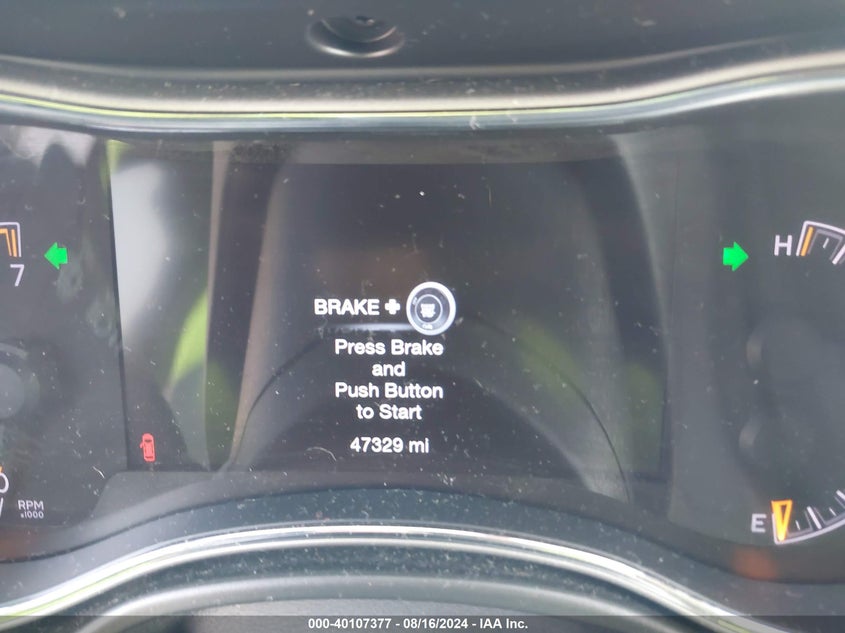 7
H
BRAKE +
Press Brake
and
Push Button
to Start
47329 mi
RPM
x1000
E
000-40107377 - 08/16/2024 - IAA Inc.